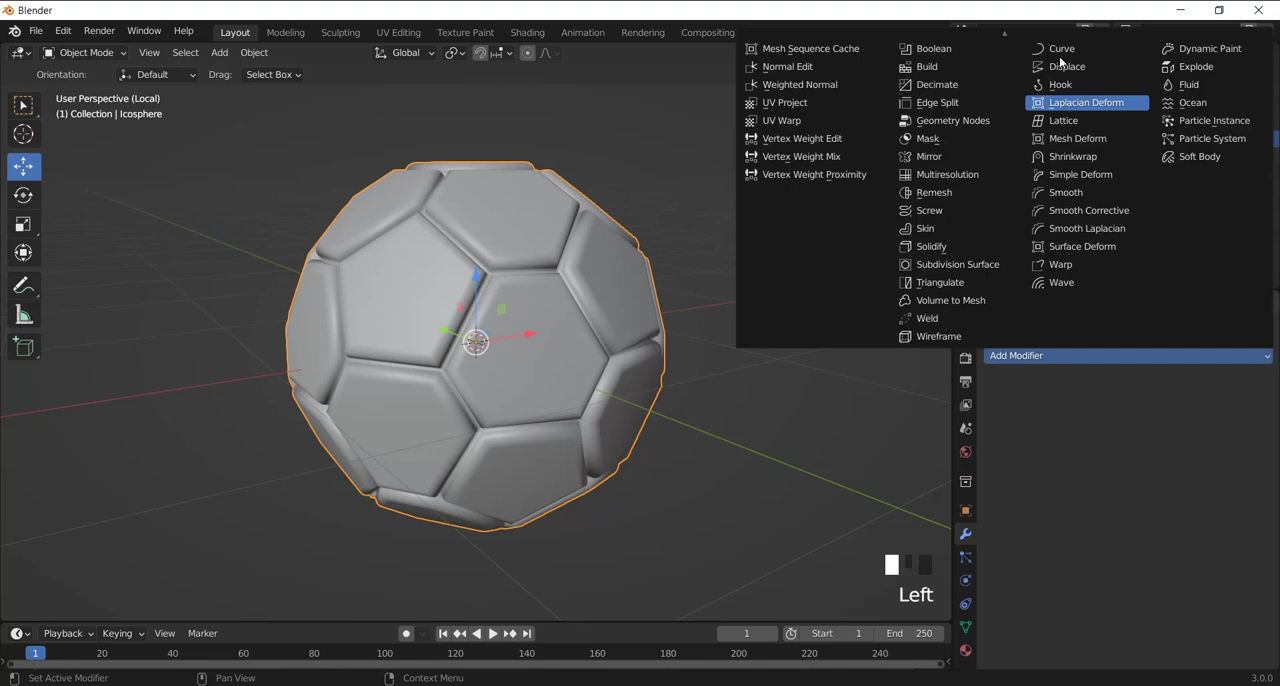 Blender
File Edit Render Window Help Layout Modeling Sculpting UV Editing Texture Paint Shading Animation Rendering Compositing
Object Mode View Select Add Object Global
Orientation: Default Drag: Select Box
User Perspective (Local)
(1) Collection | Icosphere
Mesh Sequence Cache
Normal Edit
Weighted Normal
UV Project
UV Warp
Vertex Weight Edit
Vertex Weight Mix
Vertex Weight Proximity
Boolean
Build
Decimate
Edge Split
Geometry Nodes
Mask
Mirror
Multiresolution
Remesh
Screw
Skin
Solidify
Subdivision Surface
Triangulate
Volume to Mesh
Weld
Wireframe
Curve
Displace
Hook
Laplacian Deform
Lattice
Mesh Deform
Shrinkwrap
Simple Deform
Smooth
Smooth Corrective
Smooth Laplacian
Surface Deform
Warp
Wave
Dynamic Paint
Explode
Fluid
Ocean
Particle Instance
Particle System
Soft Body
Add Modifier
Left
Playback Keying View Marker 1 Start 1 End 250
1 20 40 60 80 100 120 140 160 180 200 220 240
Set Active Modifier Pan View Context Menu 3.0.0